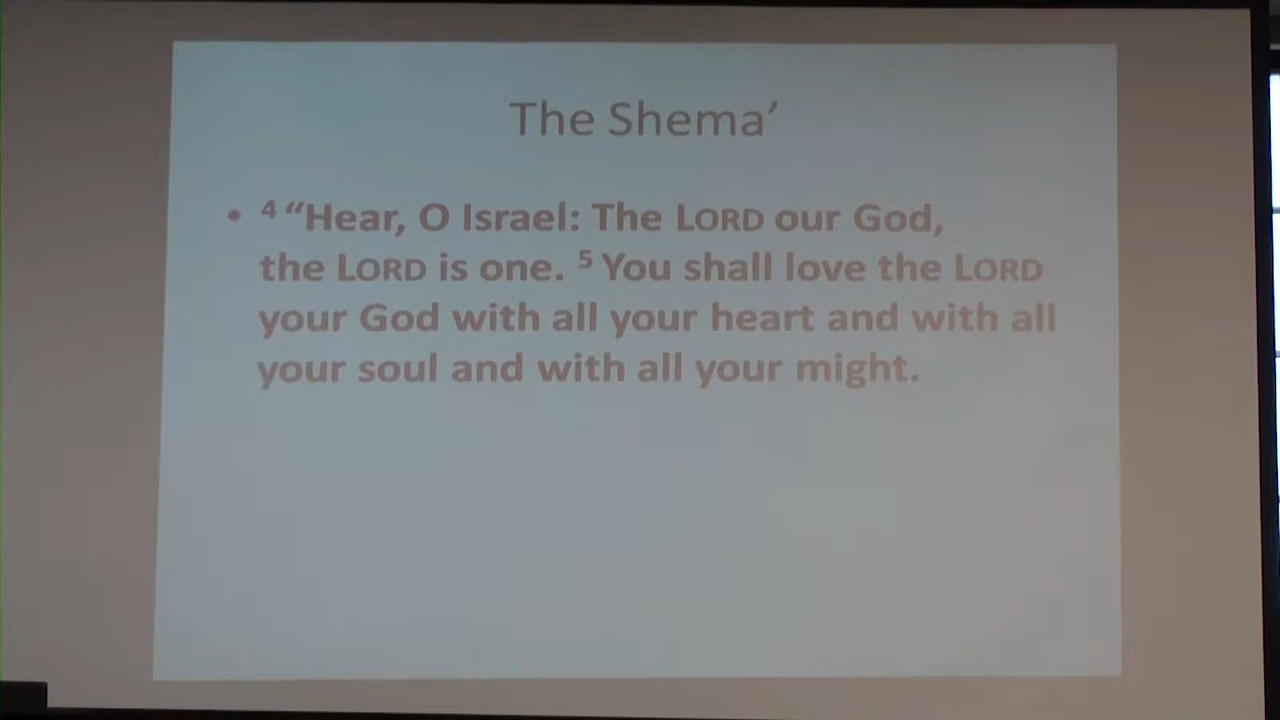 The Shema’
• ⁴ “Hear, O Israel: The LORD our God,
the LORD is one. ⁵ You shall love the LORD
your God with all your heart and with all
your soul and with all your might.